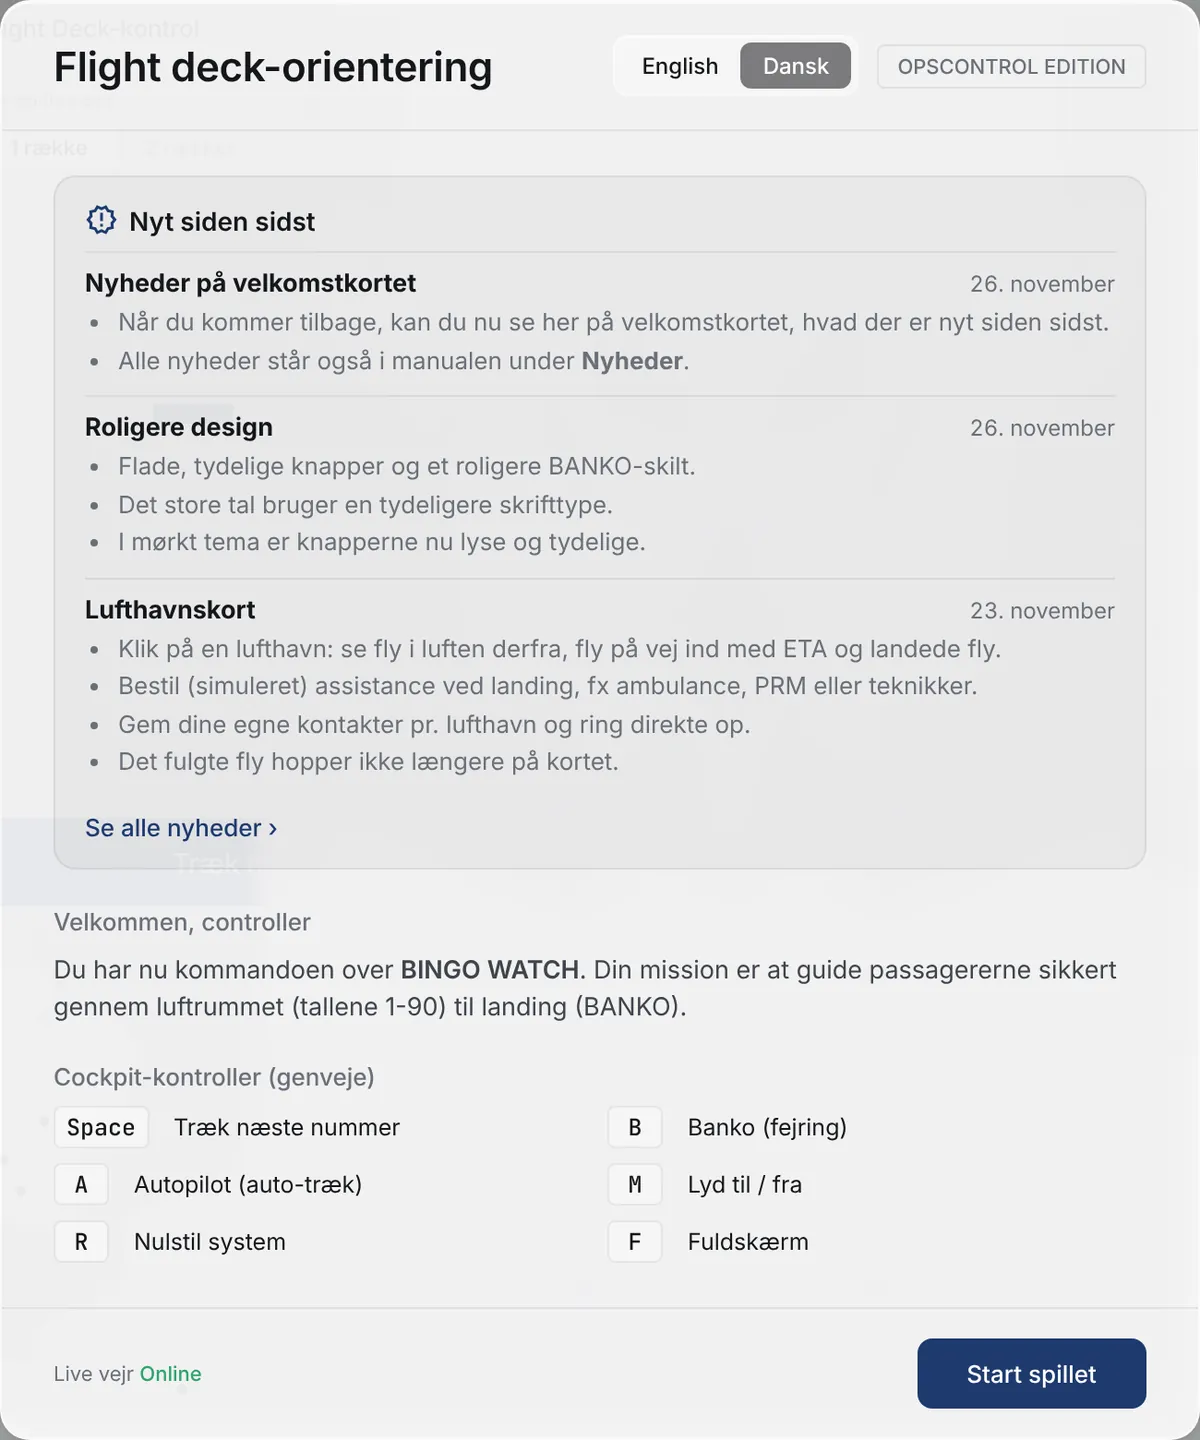 ight Deck-kontrol
Flight deck-orientering
English
Dansk
OPSCONTROL EDITION
1 række
Nyt siden sidst
Nyheder på velkomstkortet
26. november
• Når du kommer tilbage, kan du nu se her på velkomstkortet, hvad der er nyt siden sidst.
• Alle nyheder står også i manualen under Nyheder.
Roligere design
26. november
• Flade, tydelige knapper og et roligere BANKO-skilt.
• Det store tal bruger en tydeligere skrifttype.
• I mørkt tema er knapperne nu lyse og tydelige.
Lufthavnskort
23. november
• Klik på en lufthavn: se fly i luften derfra, fly på vej ind med ETA og landede fly.
• Bestil (simuleret) assistance ved landing, fx ambulance, PRM eller teknikker.
• Gem dine egne kontakter pr. lufthavn og ring direkte op.
• Det fulgte fly hopper ikke længere på kortet.
Se alle nyheder ›
Træk
Velkommen, controller
Du har nu kommandoen over BINGO WATCH. Din mission er at guide passagererne sikkert
gennem luftrummet (tallene 1-90) til landing (BANKO).
Cockpit-kontroller (genveje)
Space Træk næste nummer
B Banko (fejring)
A Autopilot (auto-træk)
M Lyd til / fra
R Nulstil system
F Fuldskærm
Live vejr Online
Start spillet